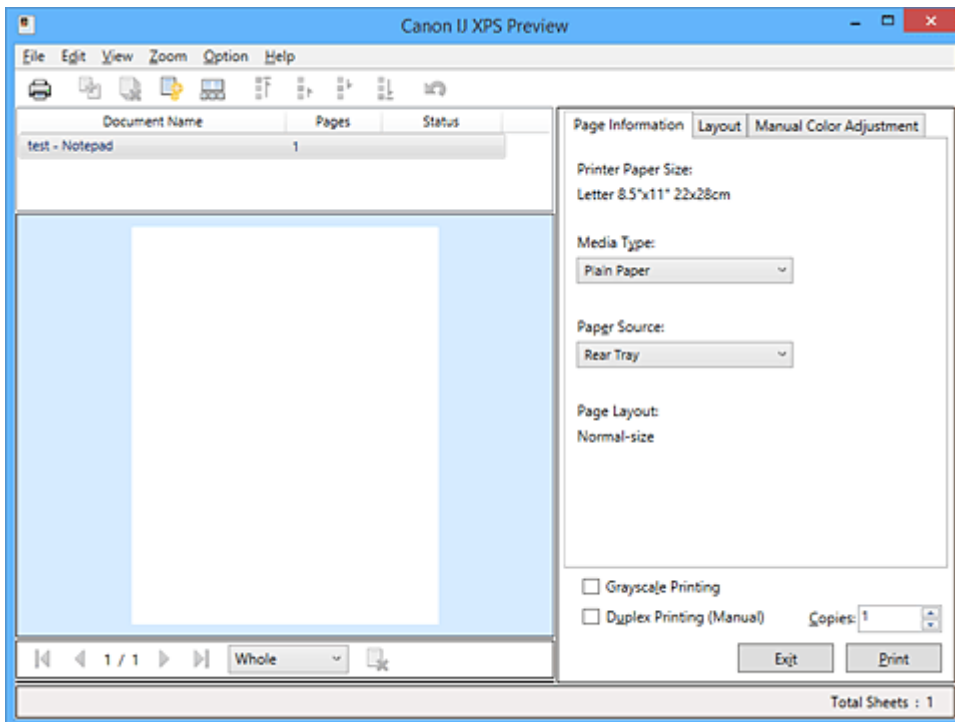 Canon IJ XPS Preview
File Edit View Zoom Option Help
Document Name Pages Status
test - Notepad 1
Page Information Layout Manual Color Adjustment
Printer Paper Size:
Letter 8.5"x11" 22x28cm
Media Type:
Plain Paper
Paper Source:
Rear Tray
Page Layout:
Normal-size
Grayscale Printing
Duplex Printing (Manual) Copies: 1
1 / 1 Whole
Exit Print
Total Sheets : 1